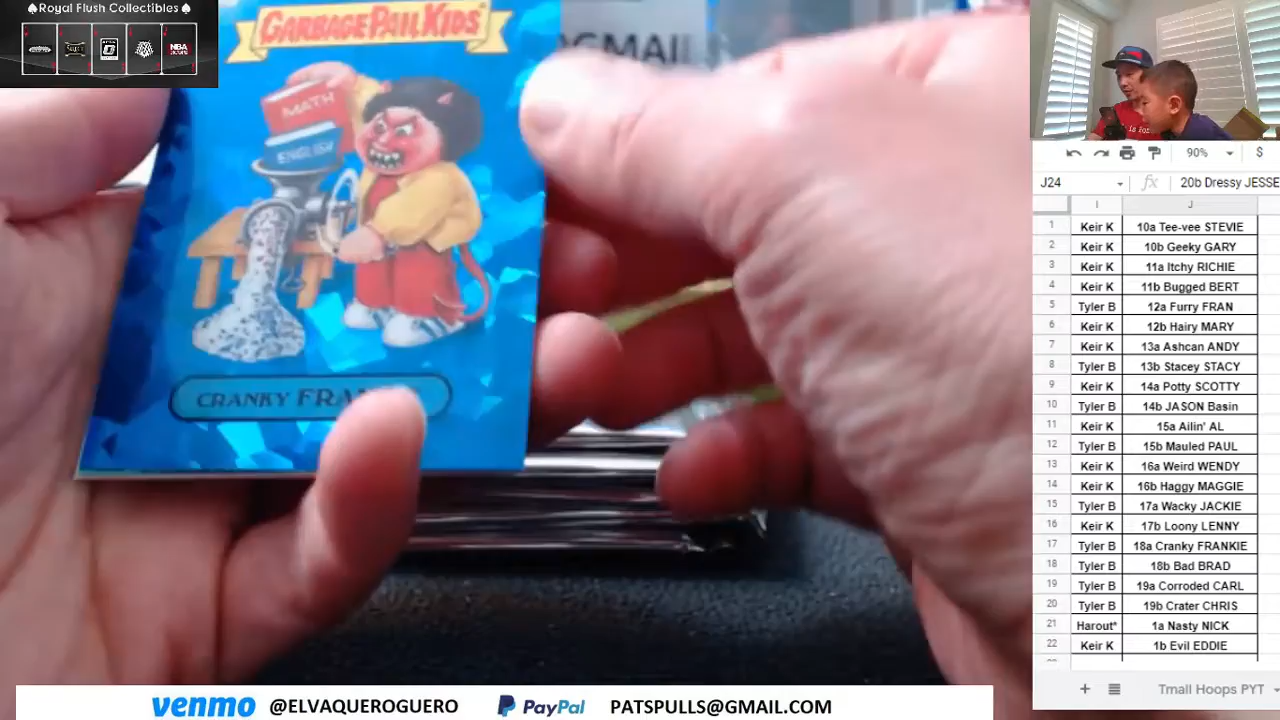 ♠Royal Flush Collectibles♠
NBA
GARBAGE PAIL KIDS
GMAIL
MATH
ENGLISH
CRANKY FRA
90%
$
J24
fx
20b Dressy JESSE
I
J
1 Keir K 10a Tee-vee STEVIE
2 Keir K 10b Geeky GARY
3 Keir K 11a Itchy RICHIE
4 Keir K 11b Bugged BERT
5 Tyler B 12a Furry FRAN
6 Keir K 12b Hairy MARY
7 Keir K 13a Ashcan ANDY
8 Tyler B 13b Stacey STACY
9 Keir K 14a Potty SCOTTY
10 Tyler B 14b JASON Basin
11 Keir K 15a Ailin' AL
12 Tyler B 15b Mauled PAUL
13 Keir K 16a Weird WENDY
14 Keir K 16b Haggy MAGGIE
15 Tyler B 17a Wacky JACKIE
16 Keir K 17b Loony LENNY
17 Tyler B 18a Cranky FRANKIE
18 Tyler B 18b Bad BRAD
19 Tyler B 19a Corroded CARL
20 Tyler B 19b Crater CHRIS
21 Harout* 1a Nasty NICK
22 Keir K 1b Evil EDDIE
Tmall Hoops PYT
venmo @ELVAQUEROGUERO PayPal PATSPULLS@GMAIL.COM